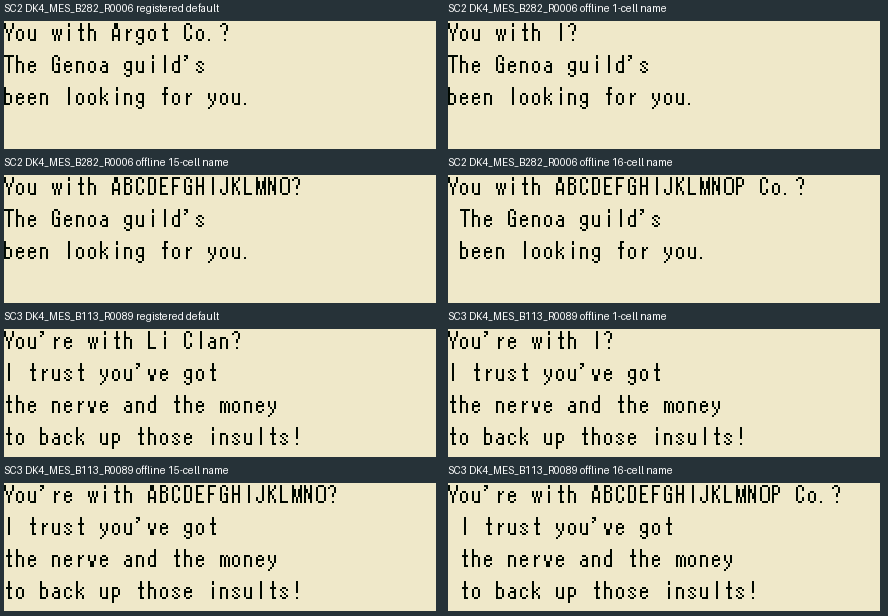 SC2 DK4_MES_B282_R0006 registered default
You with Argot Co.?
The Genoa guild's
been looking for you.
SC2 DK4_MES_B282_R0006 offline 1-cell name
You with I?
The Genoa guild's
been looking for you.
SC2 DK4_MES_B282_R0006 offline 15-cell name
You with ABCDEFGHIJKLMNO?
The Genoa guild's
been looking for you.
SC2 DK4_MES_B282_R0006 offline 16-cell name
You with ABCDEFGHIJKLMNOP Co.?
The Genoa guild's
been looking for you.
SC3 DK4_MES_B113_R0089 registered default
You're with Li Clan?
I trust you've got
the nerve and the money
to back up those insults!
SC3 DK4_MES_B113_R0089 offline 1-cell name
You're with I?
I trust you've got
the nerve and the money
to back up those insults!
SC3 DK4_MES_B113_R0089 offline 15-cell name
You're with ABCDEFGHIJKLMNO?
I trust you've got
the nerve and the money
to back up those insults!
SC3 DK4_MES_B113_R0089 offline 16-cell name
You're with ABCDEFGHIJKLMNOP Co.?
I trust you've got
the nerve and the money
to back up those insults!